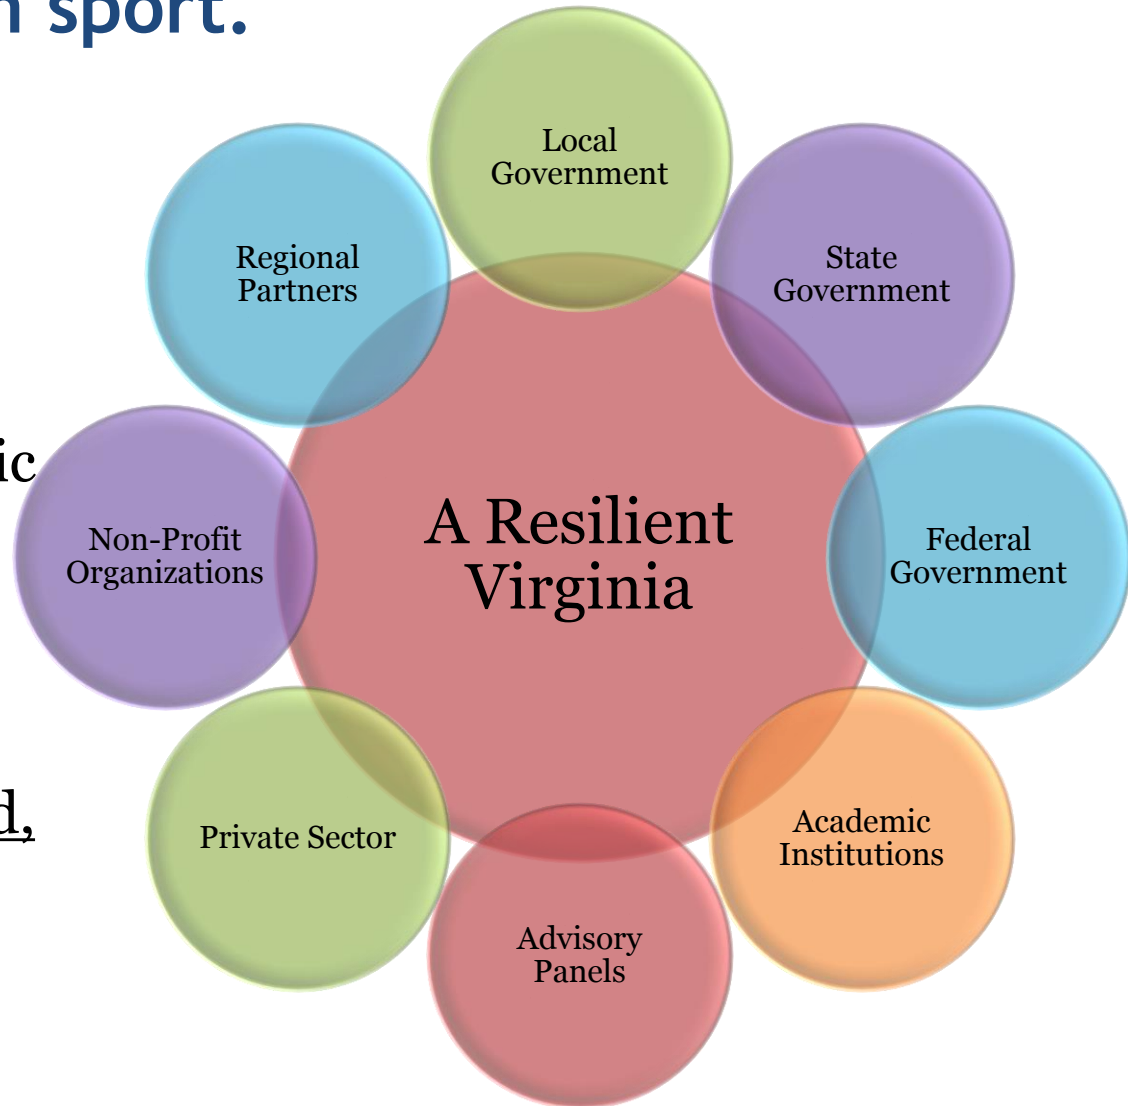 n sport.
Local
Government
State
Government
Regional
Partners
ic
A Resilient
Virginia
Non-Profit
Organizations
Federal
Government
d,
Private Sector
Academic
Institutions
Advisory
Panels